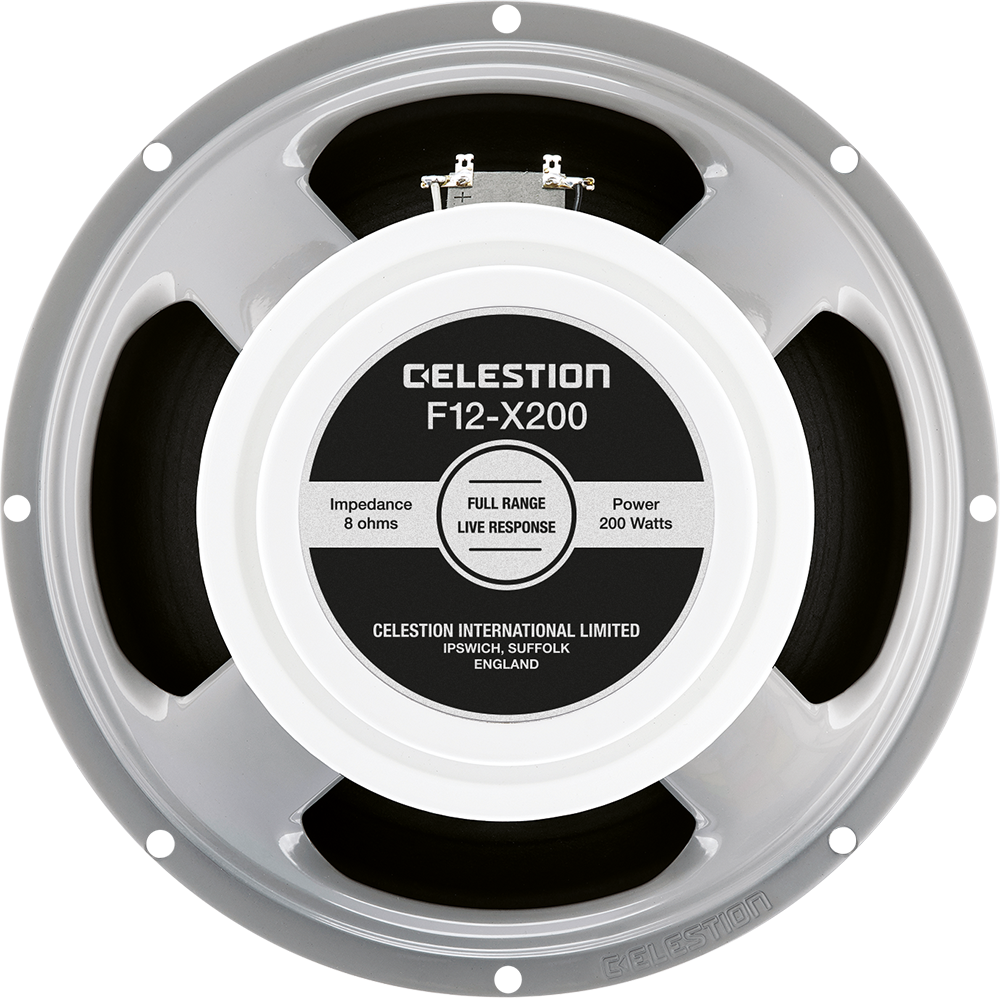 +
CELESTION
F12-X200
Impedance
8 ohms
FULL RANGE
LIVE RESPONSE
Power
200 Watts
CELESTION INTERNATIONAL LIMITED
IPSWICH, SUFFOLK
ENGLAND
CELESTION